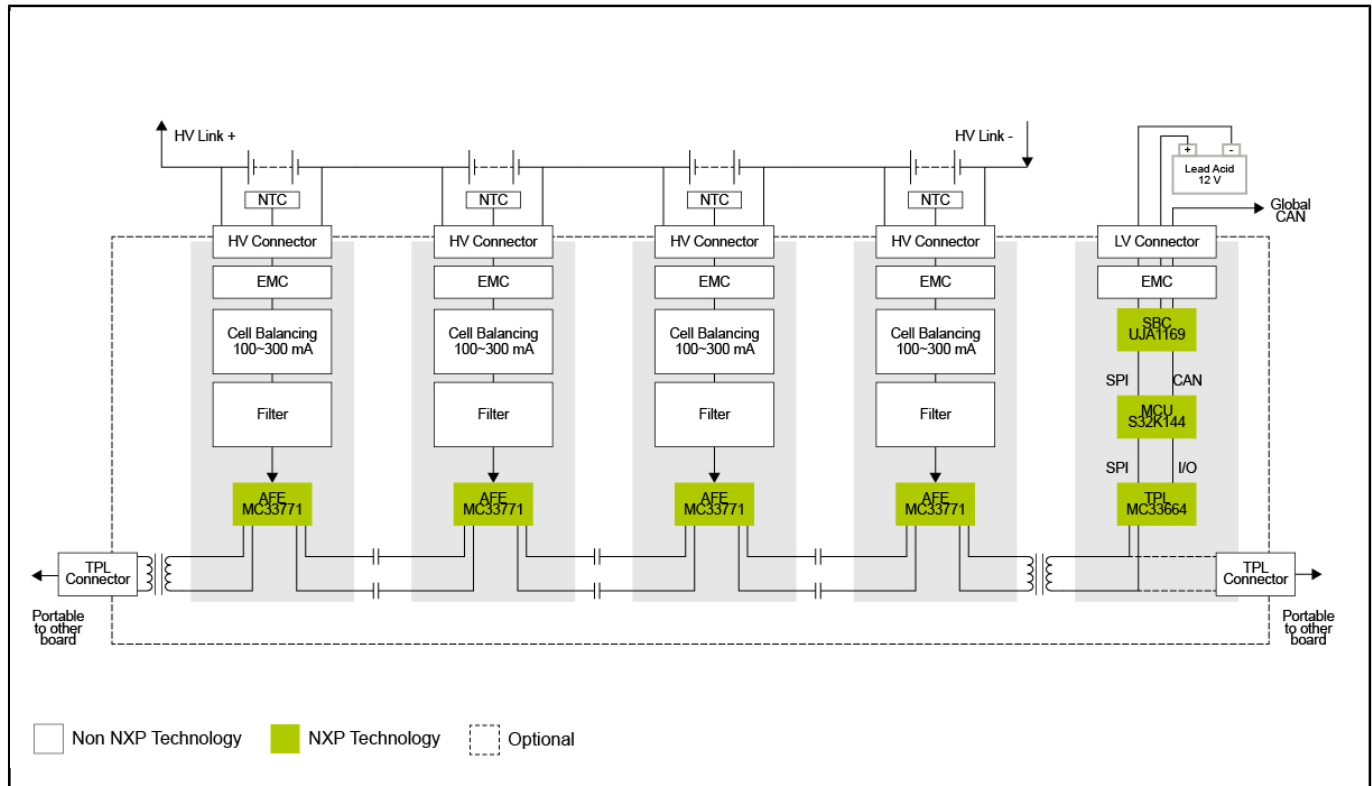 HV Link +
HV Link -
+
-
Lead Acid
12 V
NTC
NTC
NTC
NTC
Global
CAN
HV Connector
HV Connector
HV Connector
HV Connector
LV Connector
EMC
EMC
EMC
EMC
EMC
Cell Balancing
100~300 mA
Cell Balancing
100~300 mA
Cell Balancing
100~300 mA
Cell Balancing
100~300 mA
SBC
UJA1169
SPI
CAN
Filter
Filter
Filter
Filter
MCU
S32K144
SPI
I/O
AFE
MC33771
AFE
MC33771
AFE
MC33771
AFE
MC33771
TPL
MC33664
TPL
Connector
TPL
Connector
Portable
to other
board
Portable
to other
board
Non NXP Technology
NXP Technology
Optional